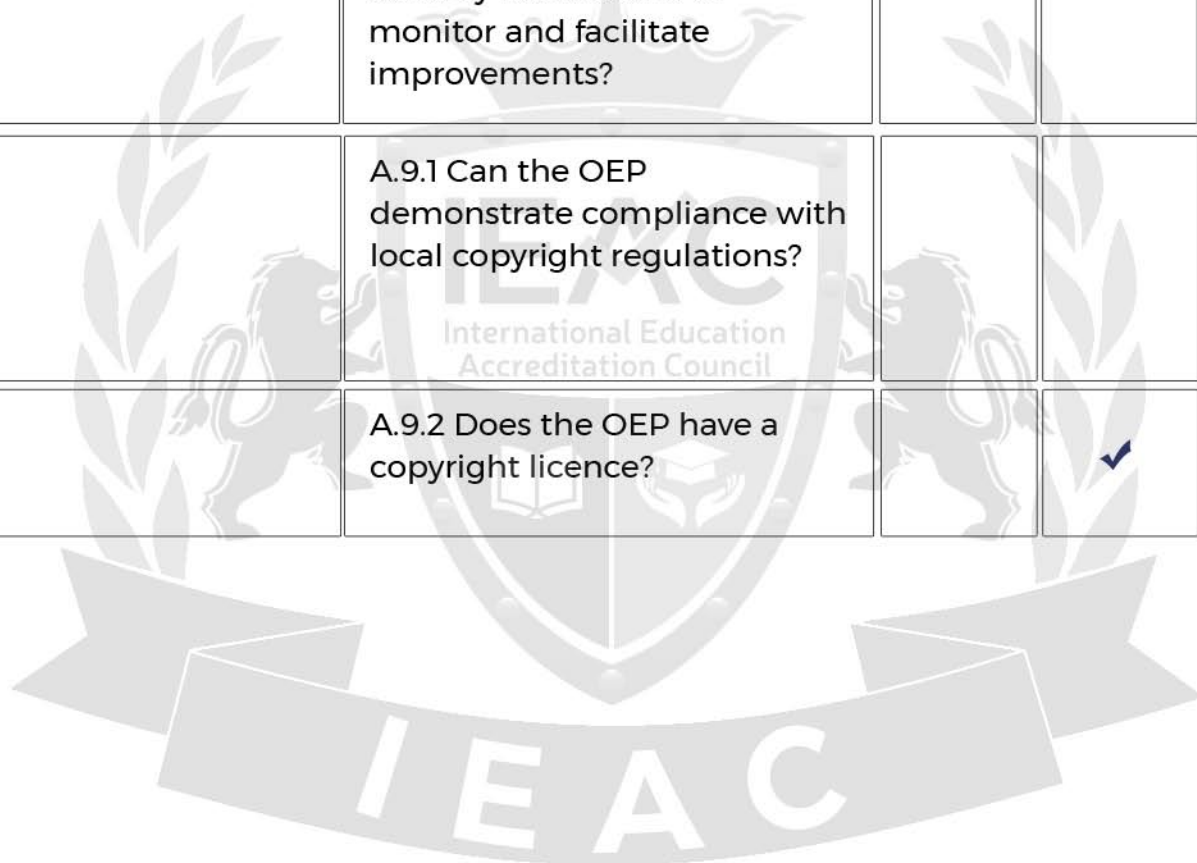 monitor and facilitate
improvements?
A.9.1 Can the OEP
demonstrate compliance with
local copyright regulations?
IEAC
International Education
Accreditation Council
A.9.2 Does the OEP have a
copyright licence?
IEAC